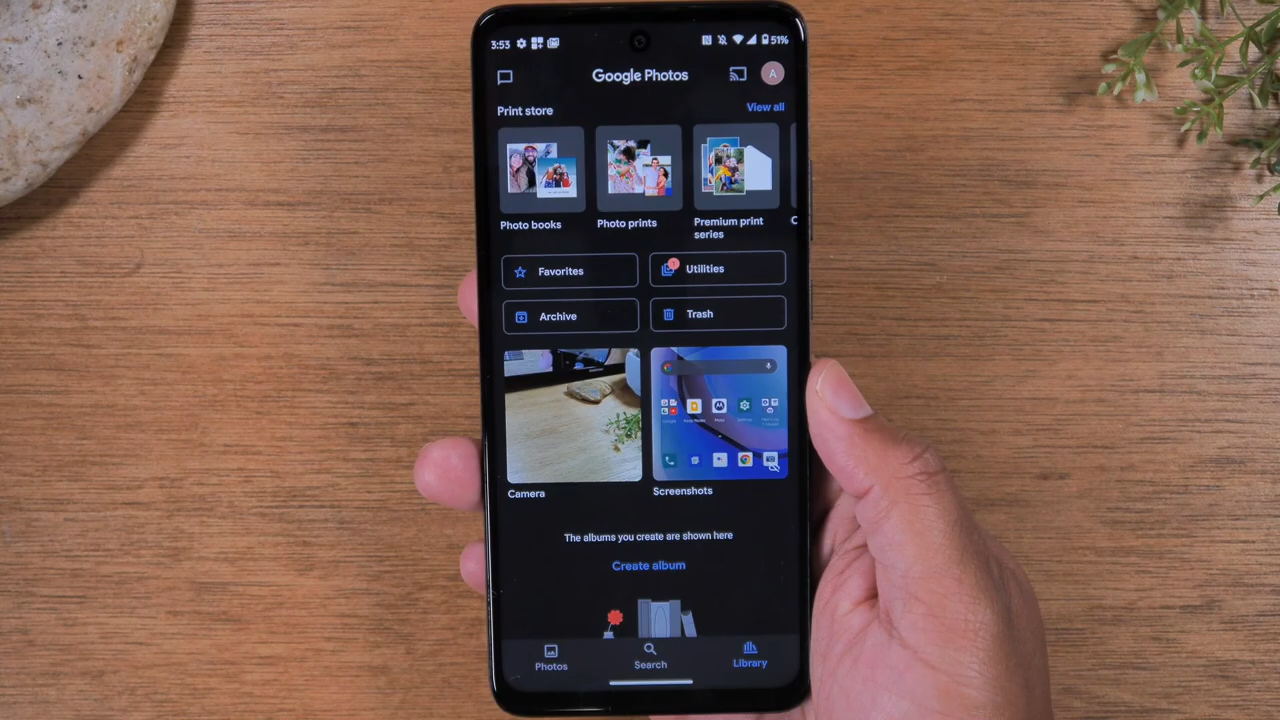 3:53
51%
Google Photos
A
Print store
View all
Photo books
Photo prints
Premium print
series
C
Favorites
1
Utilities
Archive
Trash
Camera
Screenshots
The albums you create are shown here
Create album
Photos
Search
Library